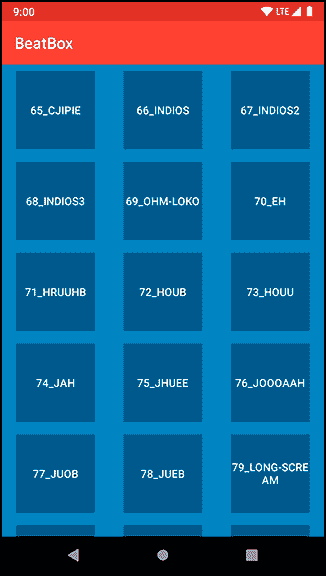 9:00 LTE
BeatBox
65_CJIPIE 66_INDIOS 67_INDIOS2
68_INDIOS3 69_OHM-LOKO 70_EH
71_HRUUHB 72_HOUB 73_HOUU
74_JAH 75_JHUEE 76_JOOOAAH
77_JUOB 78_JUEB 79_LONG-SCRE
AM